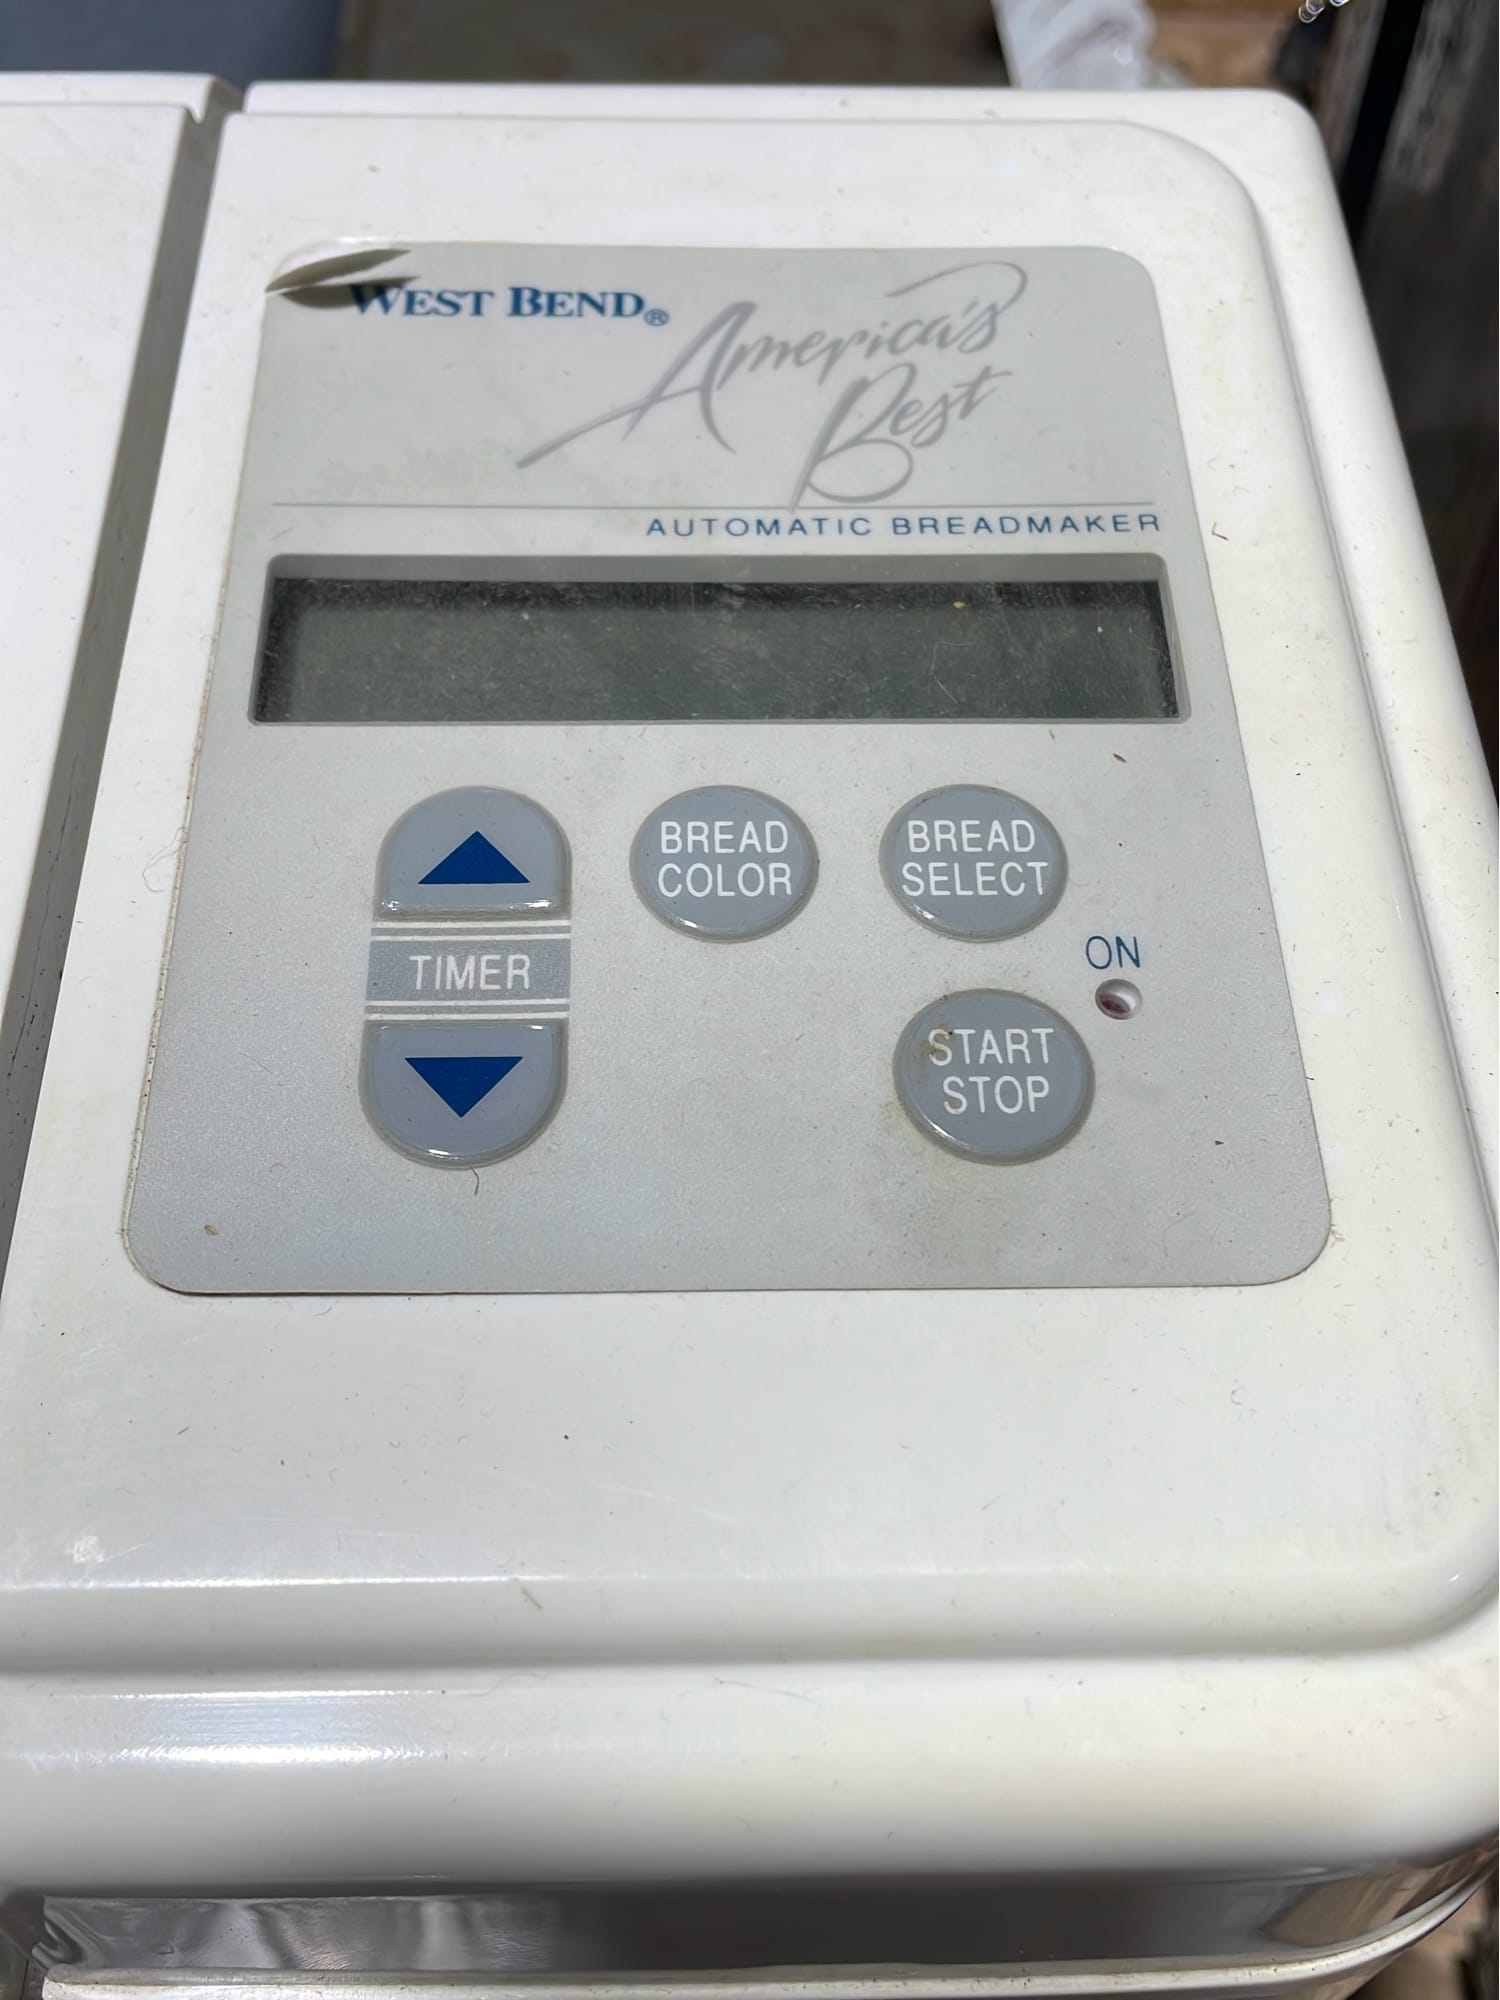 WEST BEND®
America's
Best
AUTOMATIC BREADMAKER
BREAD
COLOR
BREAD
SELECT
TIMER
ON
START
STOP